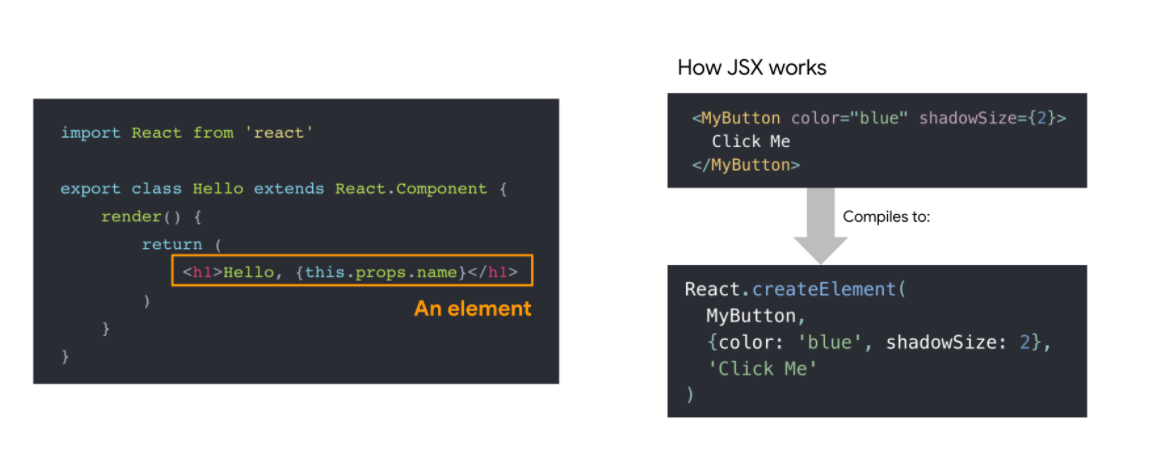 import React from 'react'
export class Hello extends React.Component {
render() {
return (
<h1>Hello, {this.props.name}</h1>
)
An element
}
}
How JSX works
<MyButton color="blue" shadowSize={2}>
Click Me
</MyButton>
Compiles to:
React.createElement(
MyButton,
{color: 'blue', shadowSize: 2},
'Click Me'
)